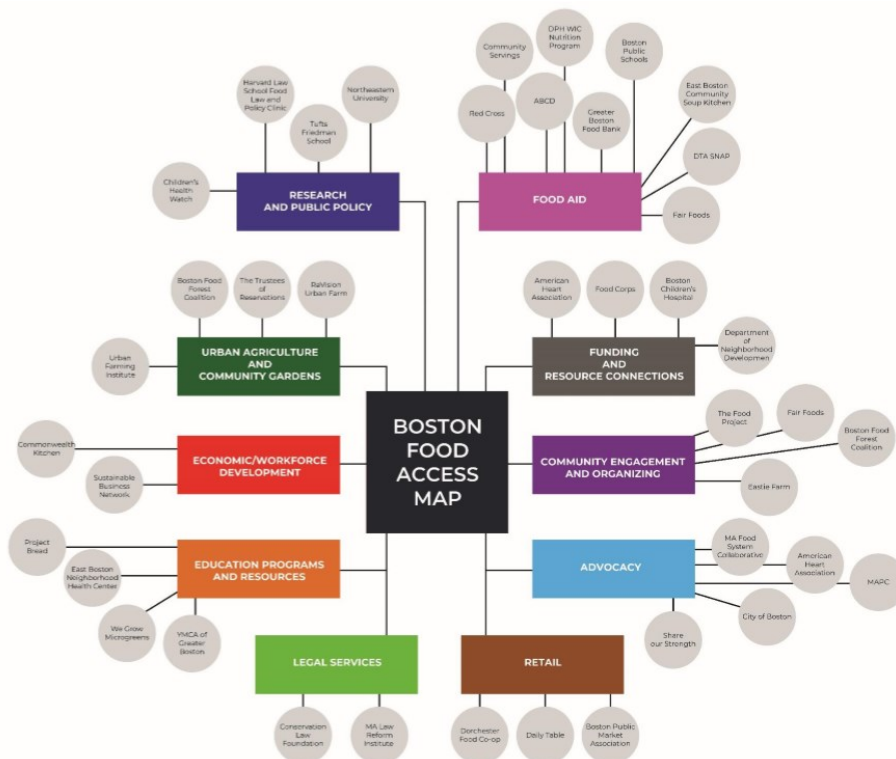 DPH WIC
Nutrition
Program
Community
Servings
Boston
Public
Schools
Harvard Law
School Food
Law and
Policy Clinic
Northeastern
University
East Boston
Community
Soup Kitchen
Red Cross
ABCD
Greater
Boston
Food Bank
Tufts
Friedman
School
DTA SNAP
Children's
Health
Watch
RESEARCH
AND PUBLIC POLICY
FOOD AID
Fair Foods
Boston Food
Forest
Coalition
The Trustees
of
Reservations
ReVision
Urban Farm
American
Heart
Association
Food Corps
Boston
Children's
Hospital
Urban
Farming
Institute
URBAN AGRICULTURE
AND
COMMUNITY GARDENS
FUNDING
AND
RESOURCE CONNECTIONS
Department
of
Neighborhood
Developmen
BOSTON
FOOD
ACCESS
MAP
Commonwealth
Kitchen
Sustainable
Business
Network
ECONOMIC/WORKFORCE
DEVELOPMENT
COMMUNITY ENGAGEMENT
AND ORGANIZING
The Food
Project
Fair Foods
Boston Food
Forest
Coalition
Eastie Farm
Project
Bread
East Boston
Neighborhood
Health Center
We Grow
Microgreens
YMCA of
Greater
Boston
EDUCATION PROGRAMS
AND RESOURCES
ADVOCACY
MA Food
System
Collaborative
American
Heart
Association
MAPC
City of Boston
Share
our Strength
LEGAL SERVICES
RETAIL
Conservation
Law
Foundation
MA Law
Reform
Institute
Dorchester
Food Co-op
Daily Table
Boston Public
Market
Association